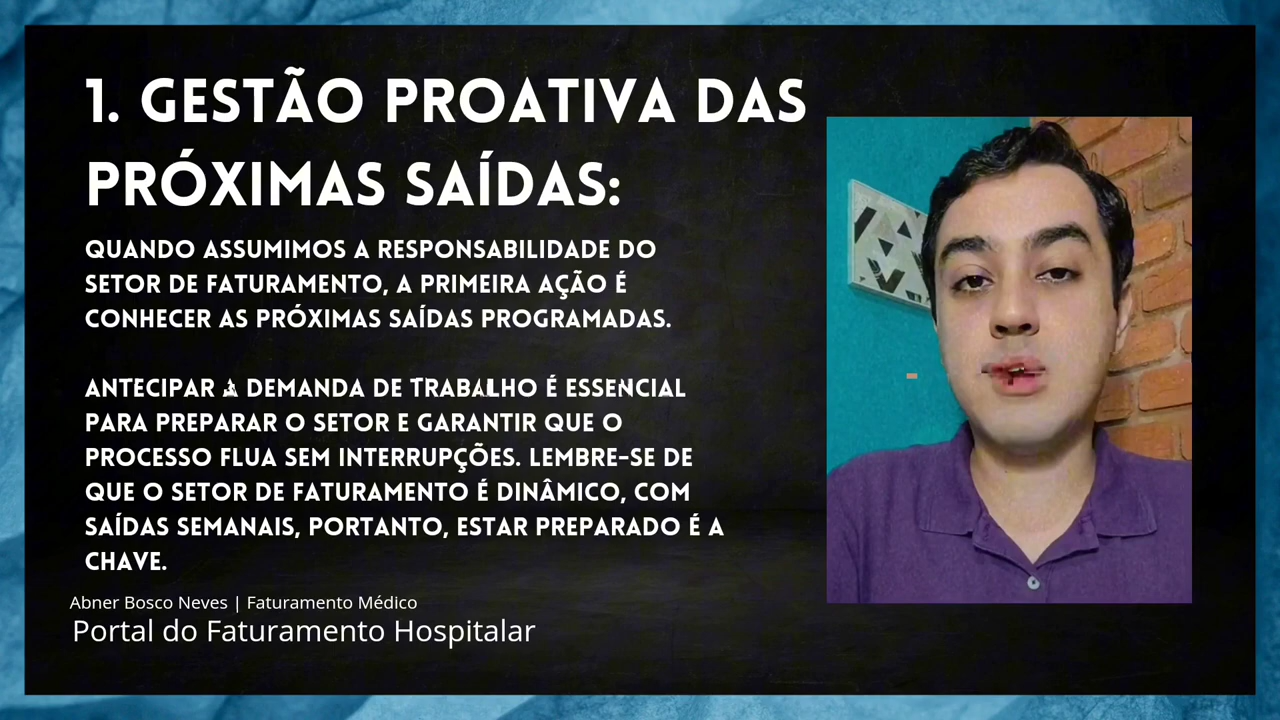 1. GESTÃO PROATIVA DAS
PRÓXIMAS SAÍDAS:
QUANDO ASSUMIMOS A RESPONSABILIDADE DO
SETOR DE FATURAMENTO, A PRIMEIRA AÇÃO É
CONHECER AS PRÓXIMAS SAÍDAS PROGRAMADAS.
ANTECIPAR A DEMANDA DE TRABALHO É ESSENCIAL
PARA PREPARAR O SETOR E GARANTIR QUE O
PROCESSO FLUA SEM INTERRUPÇÕES. LEMBRE-SE DE
QUE O SETOR DE FATURAMENTO É DINÂMICO, COM
SAÍDAS SEMANAIS, PORTANTO, ESTAR PREPARADO É A
CHAVE.
Abner Bosco Neves | Faturamento Médico
Portal do Faturamento Hospitalar